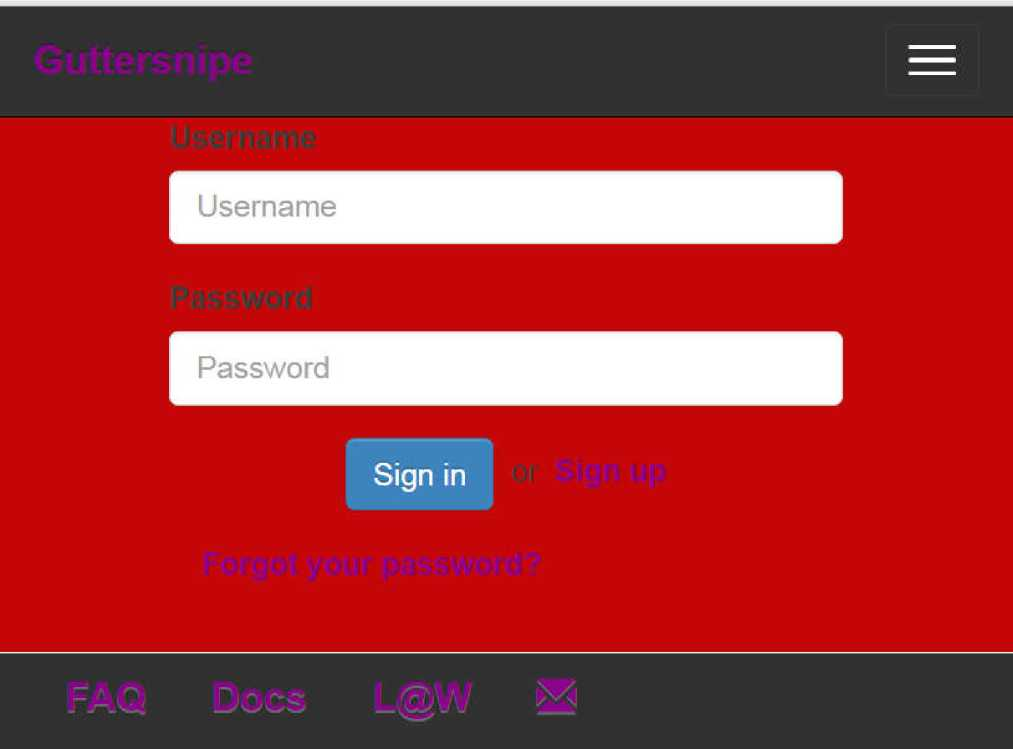 Guttersnipe
Username
Username
Password
Password
Sign in or Sign up
Forgot your password?
FAQ Docs L@W